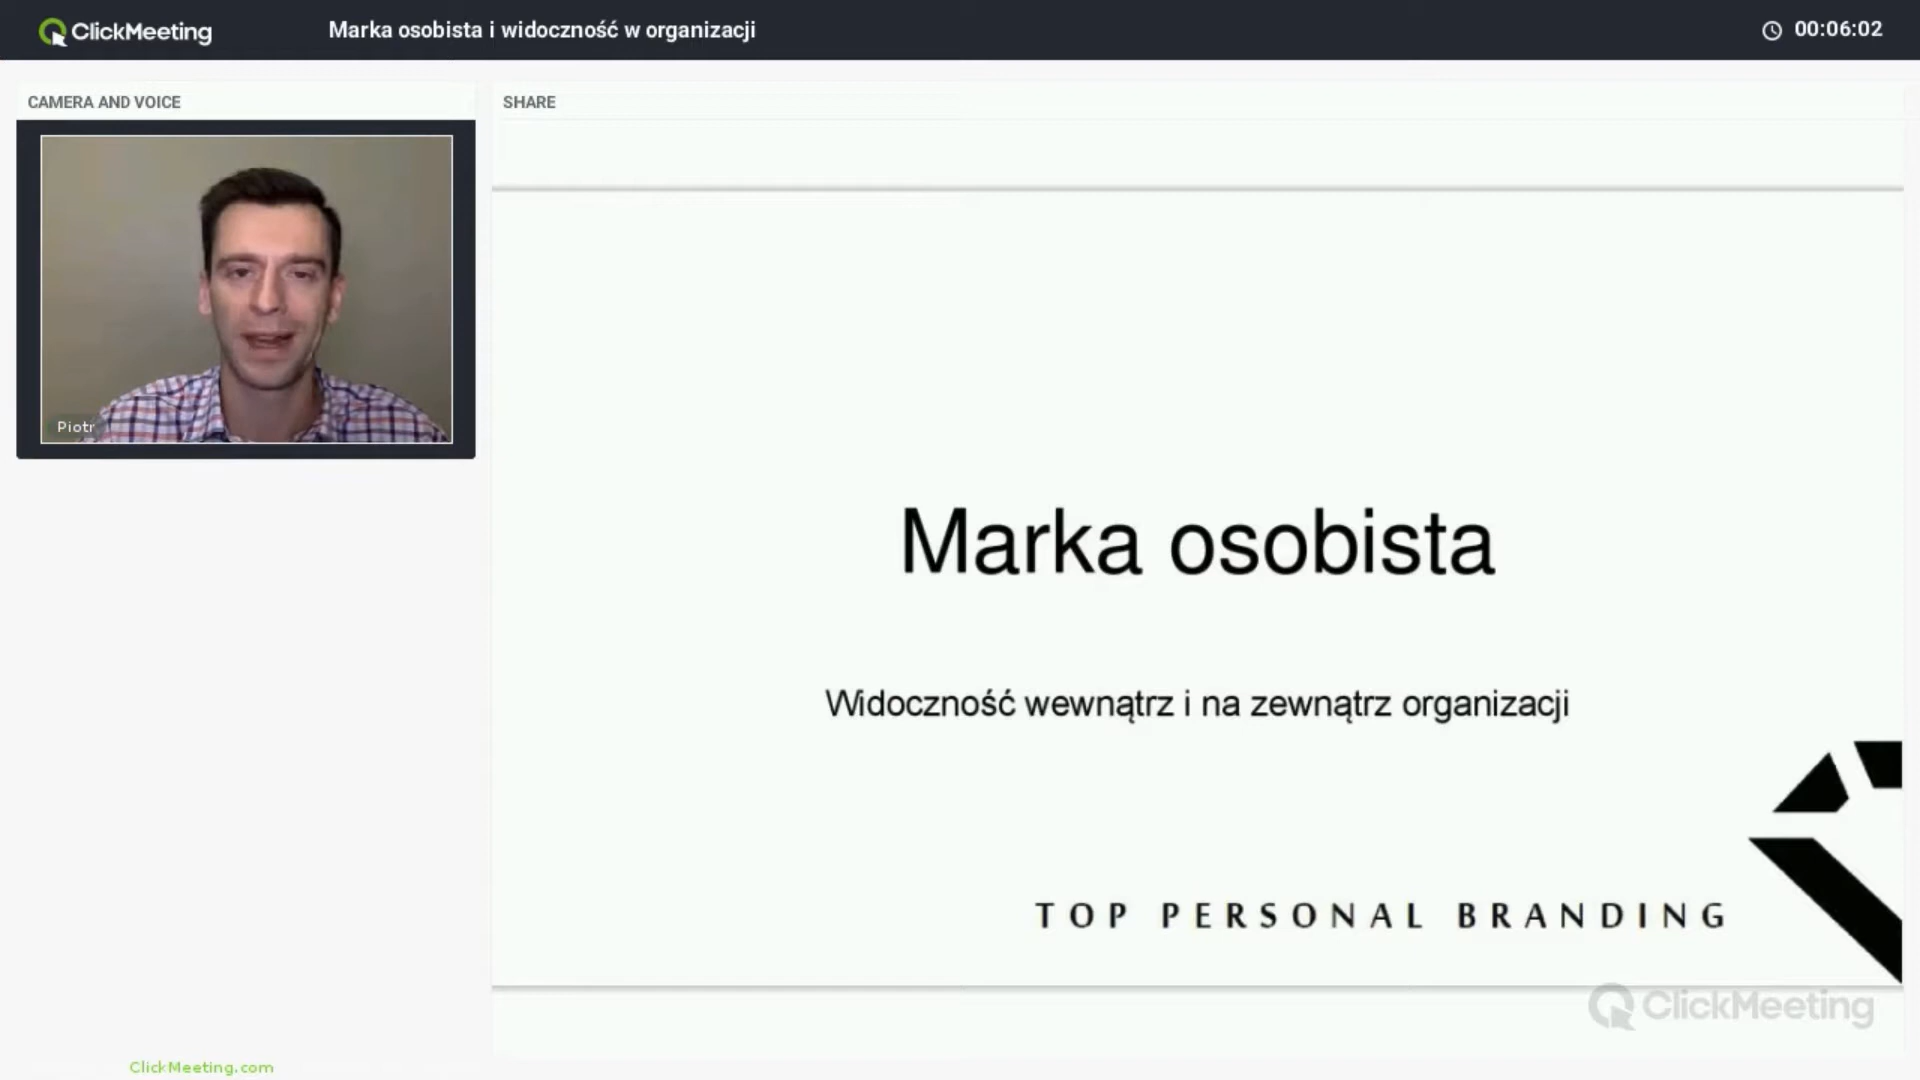 ClickMeeting
Marka osobista i widoczność w organizacji
00:06:02
CAMERA AND VOICE
SHARE
Piotr
Marka osobista
Widoczność wewnątrz i na zewnątrz organizacji
TOP PERSONAL BRANDING
ClickMeeting
ClickMeeting.com